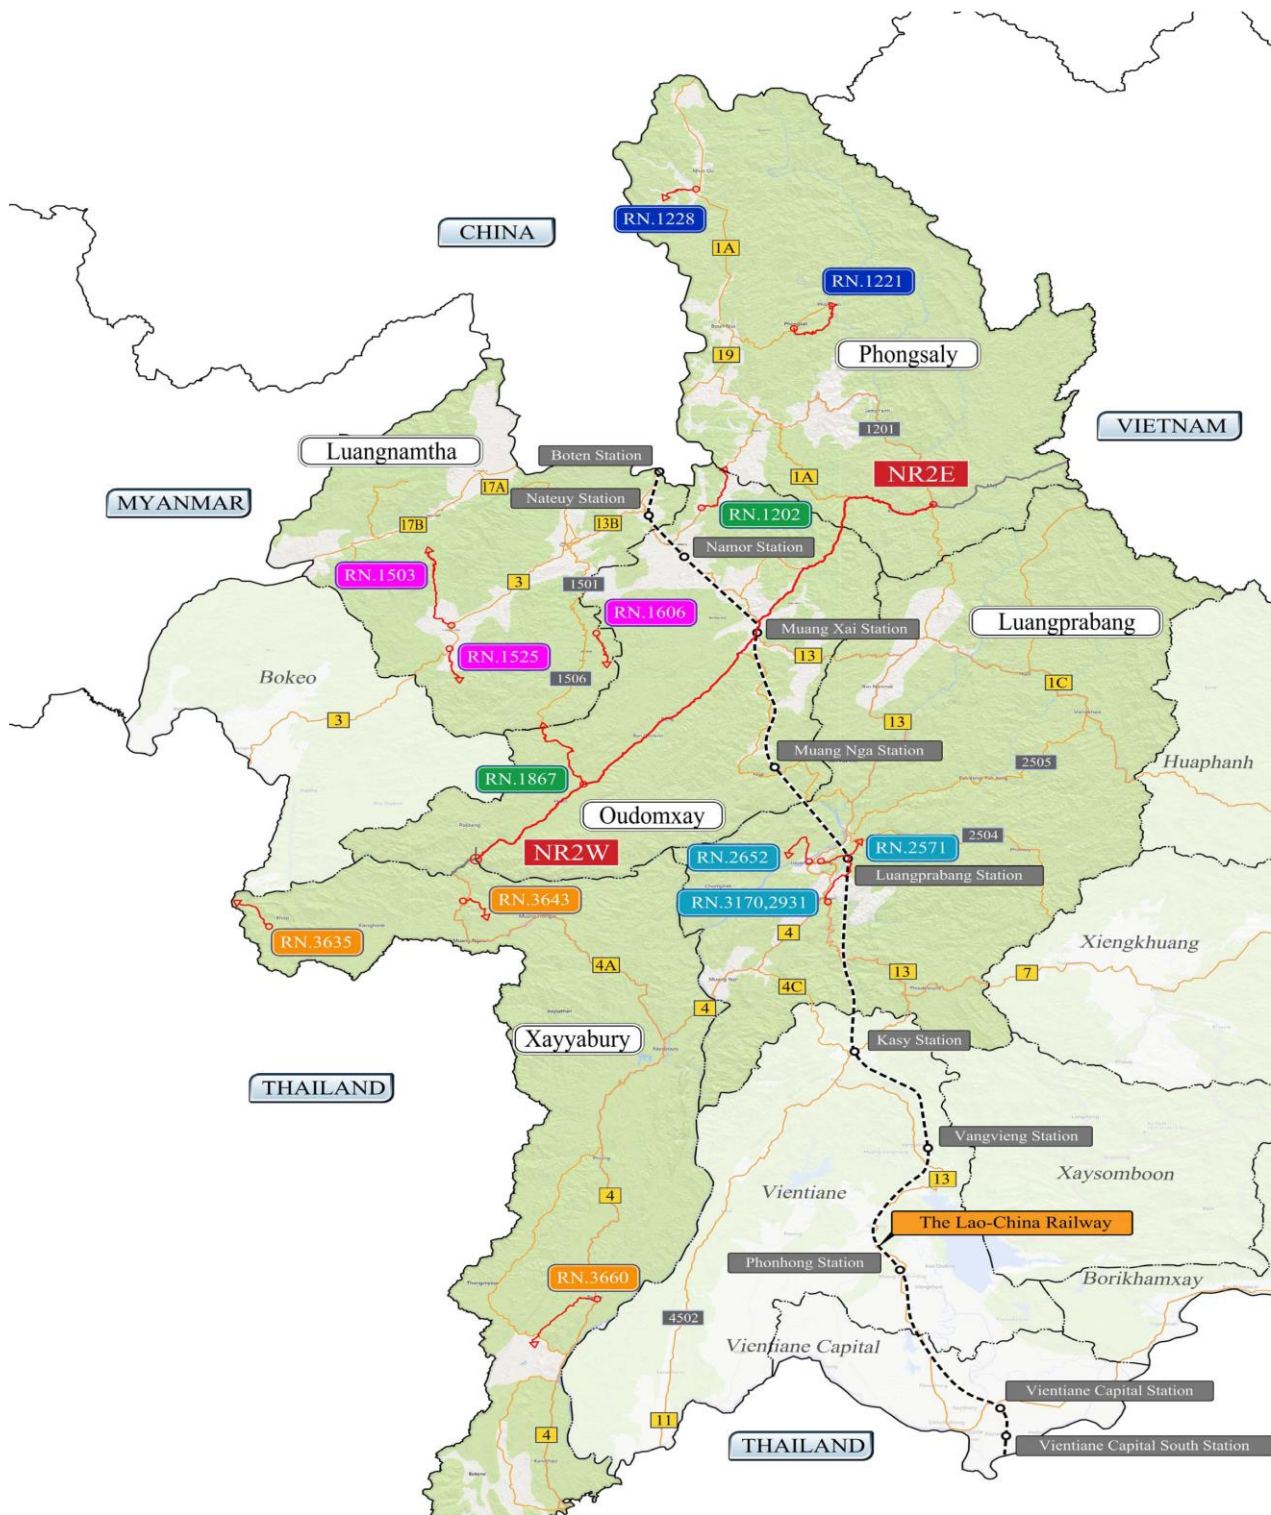 RN.1228
CHINA
1A
RN.1221
19
Phongsaly
1201
VIETNAM
Luangnamtha
Boten Station
17A
1A
NR2E
MYANMAR
Nateuy Station
17B
13B
RN.1202
Namor Station
RN.1503
3
1501
RN.1606
Luangprabang
Muang Xai Station
13
RN.1525
1506
Bokeo
1C
3
13
Muang Nga Station
2505
Huaphanh
RN.1867
Oudomxay
2504
NR2W
RN.2652
RN.2571
Luangprabang Station
RN.3643
RN.3170,2931
RN.3635
4
Xiengkhuang
4A
13
7
4C
4
Xayyabury
Kasy Station
THAILAND
Vangvieng Station
Xaysomboon
13
Vientiane
4
The Lao-China Railway
Phonhong Station
RN.3660
Borikhamxay
4502
Vientiane Capital
Vientiane Capital Station
11
4
THAILAND
Vientiane Capital South Station